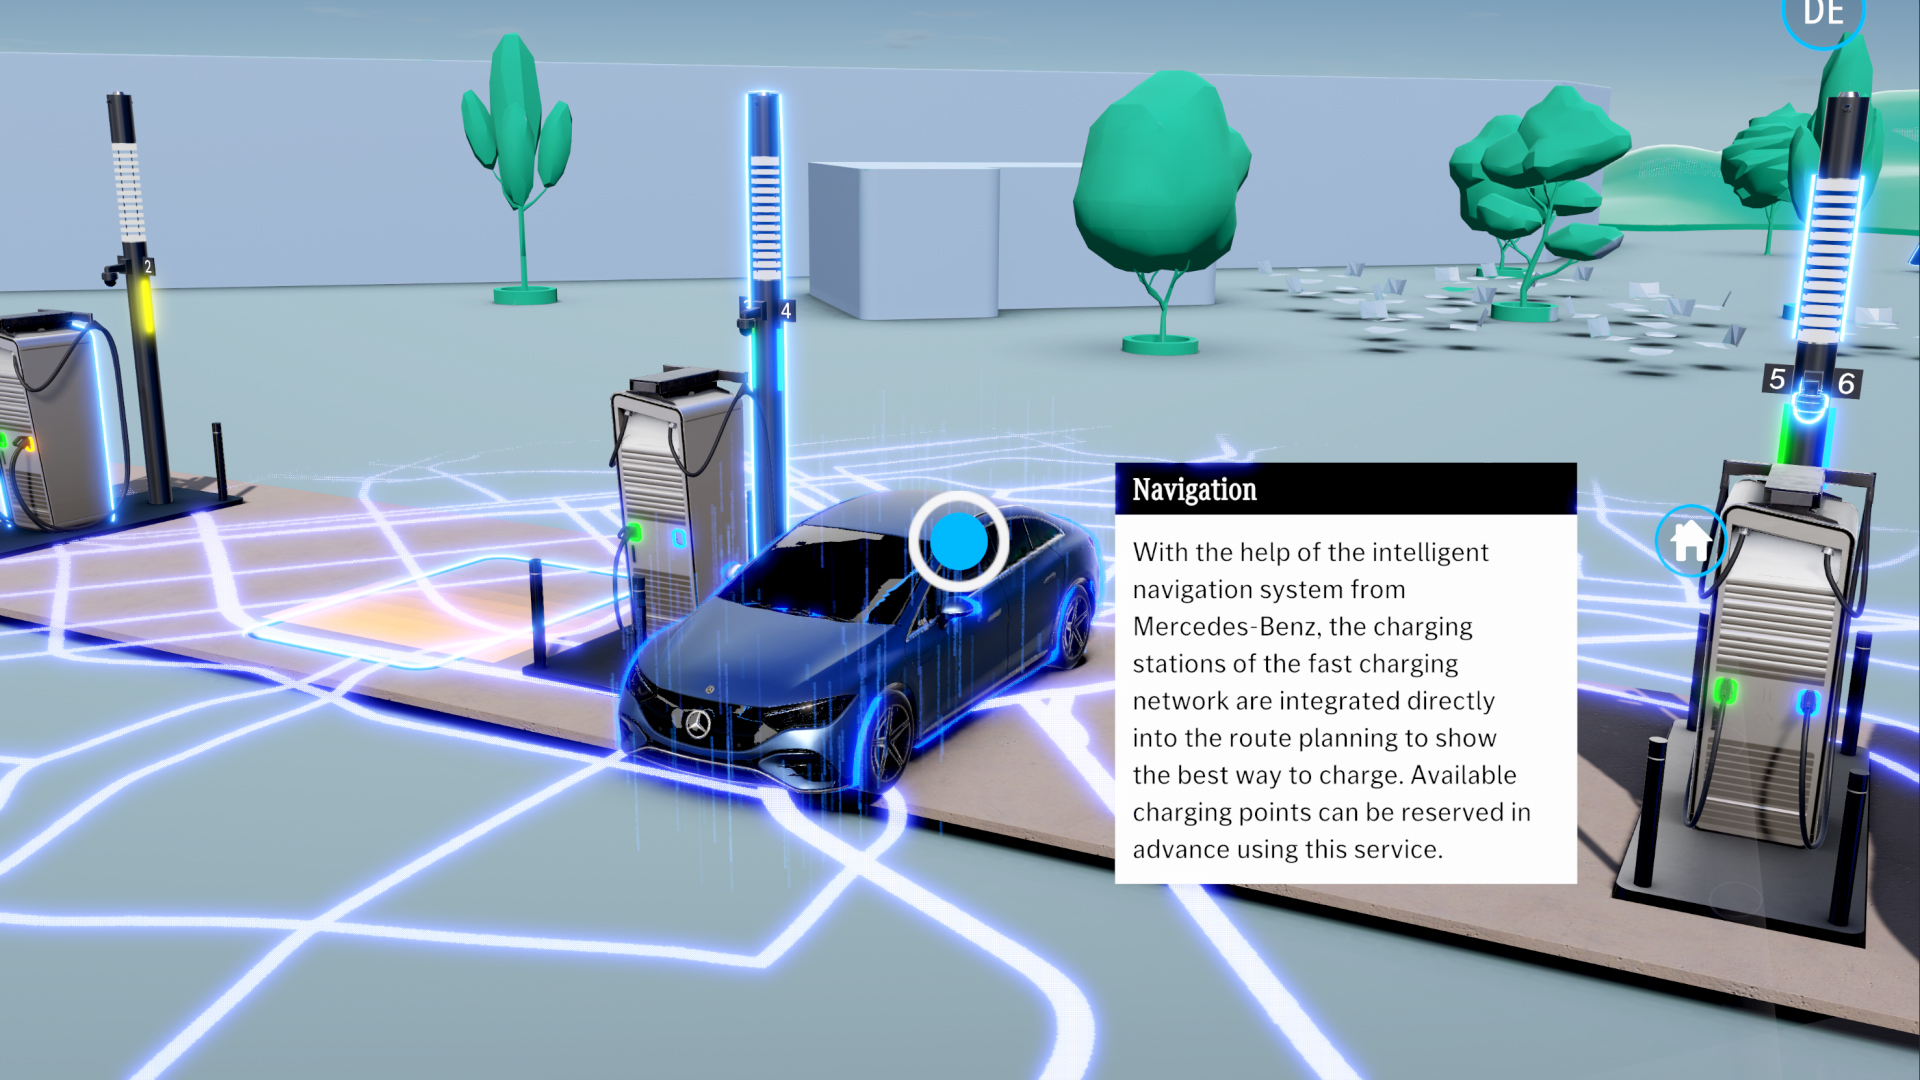 DE
2
4
5
6
Navigation
With the help of the intelligent
navigation system from
Mercedes-Benz, the charging
stations of the fast charging
network are integrated directly
into the route planning to show
the best way to charge. Available
charging points can be reserved in
advance using this service.